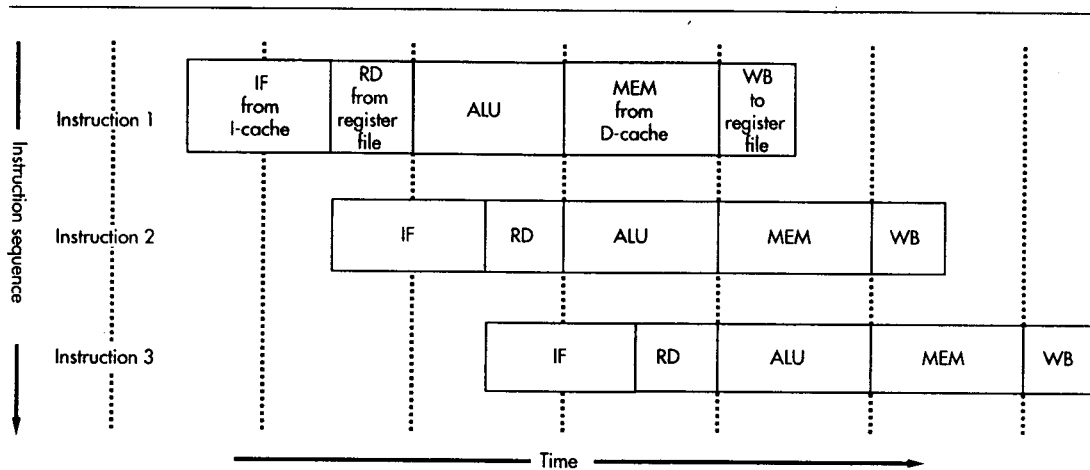 Instruction sequence
Instruction 1
IF
from
I-cache
RD
from
register
file
ALU
MEM
from
D-cache
WB
to
register
file
Instruction 2
IF
RD
ALU
MEM
WB
Instruction 3
IF
RD
ALU
MEM
WB
Time